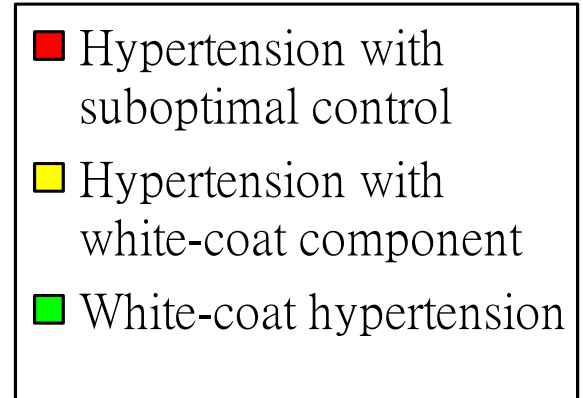 Hypertension with
suboptimal control
Hypertension with
white-coat component
White-coat hypertension